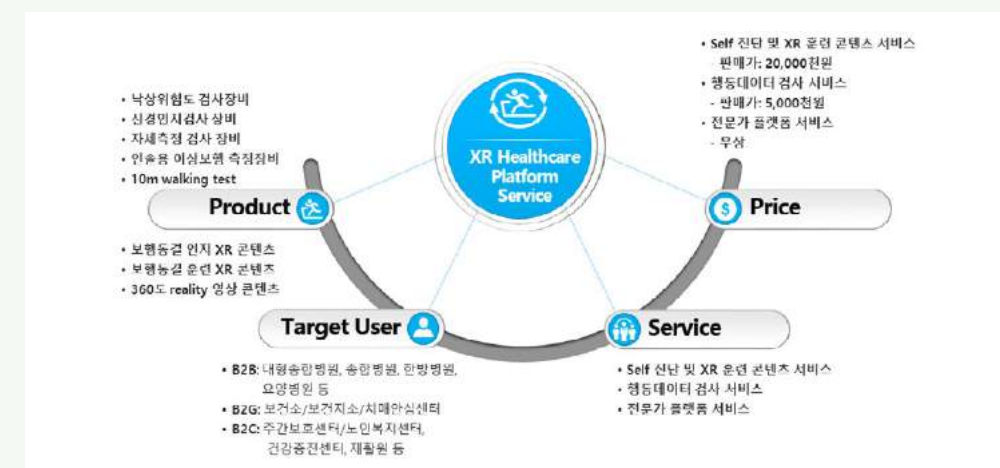 • Self 진단 및 XR 훈련 콘텐츠 서비스
- 판매가: 20,000천원
• 행동데이터 검사 서비스
- 판매가: 5,000천원
• 전문가 플랫폼 서비스
- 무상
• 낙상위험도 검사장비
• 신경인지검사 장비
• 자세측정 검사 장비
• 인솔용 이상보행 측정장비
• 10m walking test
XR Healthcare
Platform
Service
Product
Price
• 보행동결 인지 XR 콘텐츠
• 보행동결 훈련 XR 콘텐츠
• 360도 reality 영상 콘텐츠
Target User
Service
• B2B: 대형종합병원, 종합병원, 한방병원,
요양병원 등
• B2G: 보건소/보건지소/치매안심센터
• B2C: 주간보호센터/노인복지센터,
건강증진센터, 재활원 등
• Self 진단 및 XR 훈련 콘텐츠 서비스
• 행동데이터 검사 서비스
• 전문가 플랫폼 서비스